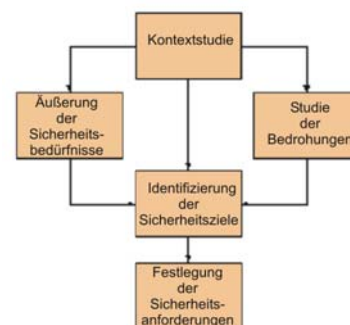 Kontextstudie
Äußerung
der
Sicherheits-
bedürfnisse
Studie
der
Bedrohungen
Identifizierung
der
Sicherheitsziele
Festlegung
der
Sicherheits-
anforderungen